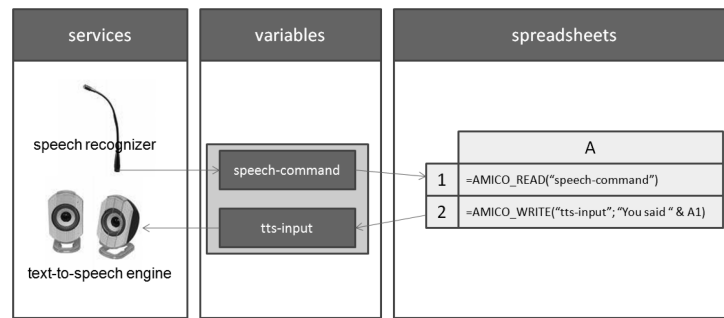 services
variables
spreadsheets
speech recognizer
text-to-speech engine
speech-command
tts-input
A
1 =AMICO_READ(“speech-command”)
2 =AMICO_WRITE(“tts-input”; “You said “ & A1)